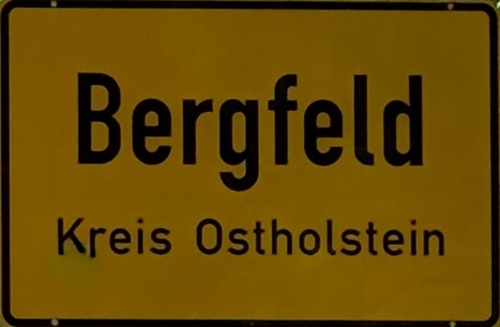 Bergfeld
Kreis Ostholstein